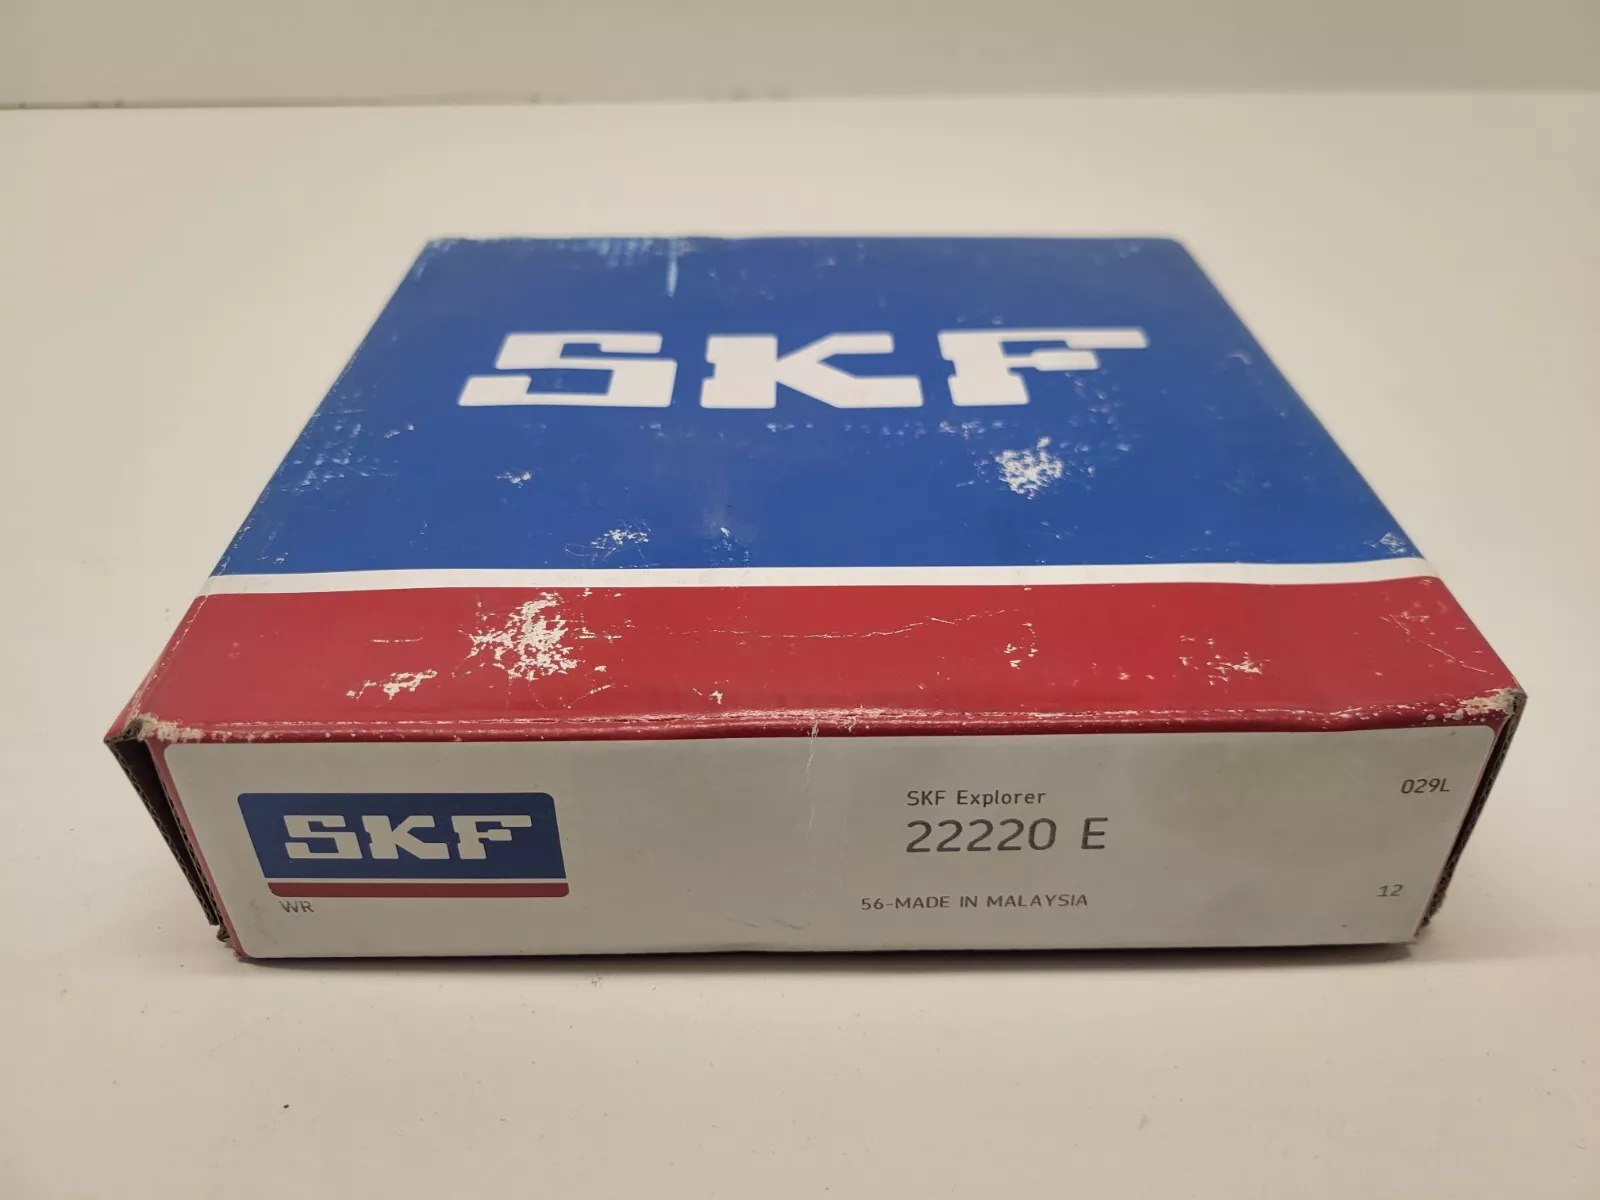 SKF
SKF
WR
SKF Explorer
22220 E
56-MADE IN MALAYSIA
029L
12